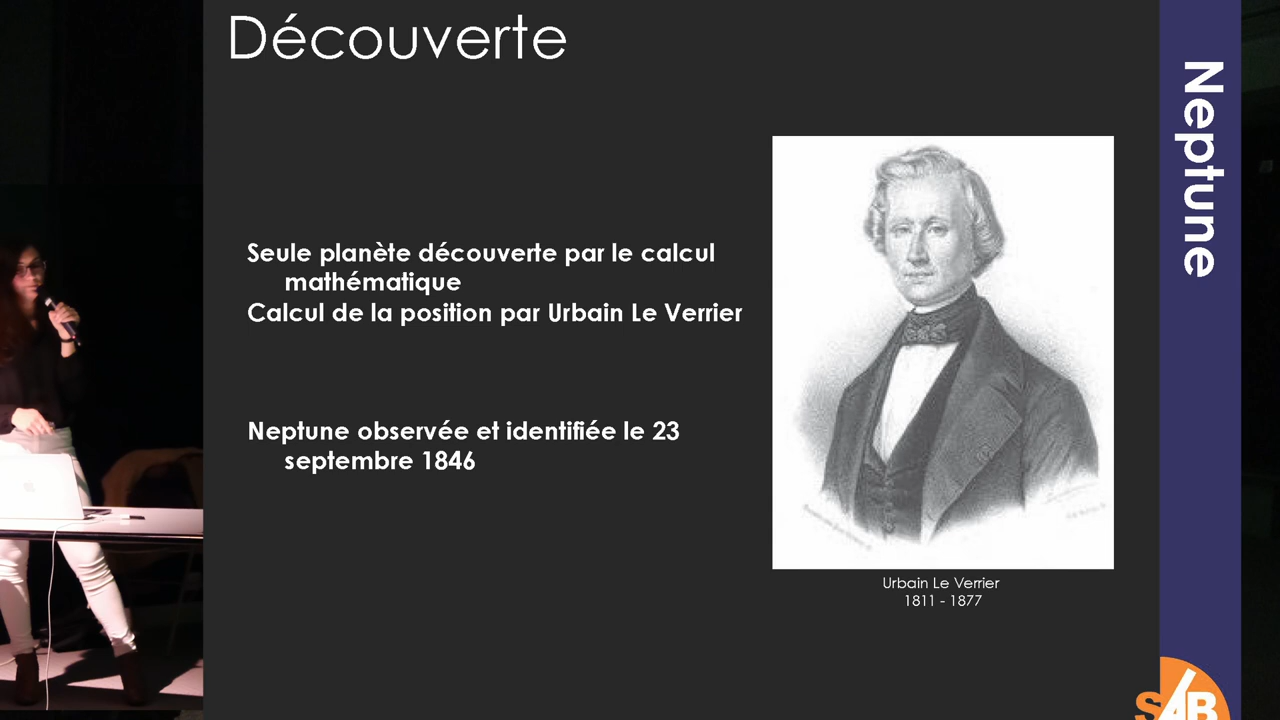 Découverte
Neptune
Seule planète découverte par le calcul
mathématique
Calcul de la position par Urbain Le Verrier
Neptune observée et identifiée le 23
septembre 1846
Urbain Le Verrier
1811 - 1877
SAB